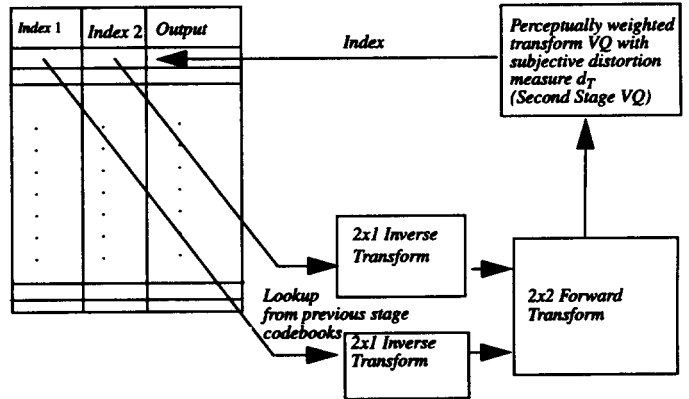 Index 1 Index 2 Output
Index
Perceptually weighted
transform VQ with
subjective distortion
measure d_T
(Second Stage VQ)
2x1 Inverse
Transform
2x2 Forward
Transform
Lookup
from previous stage
codebooks
2x1 Inverse
Transform